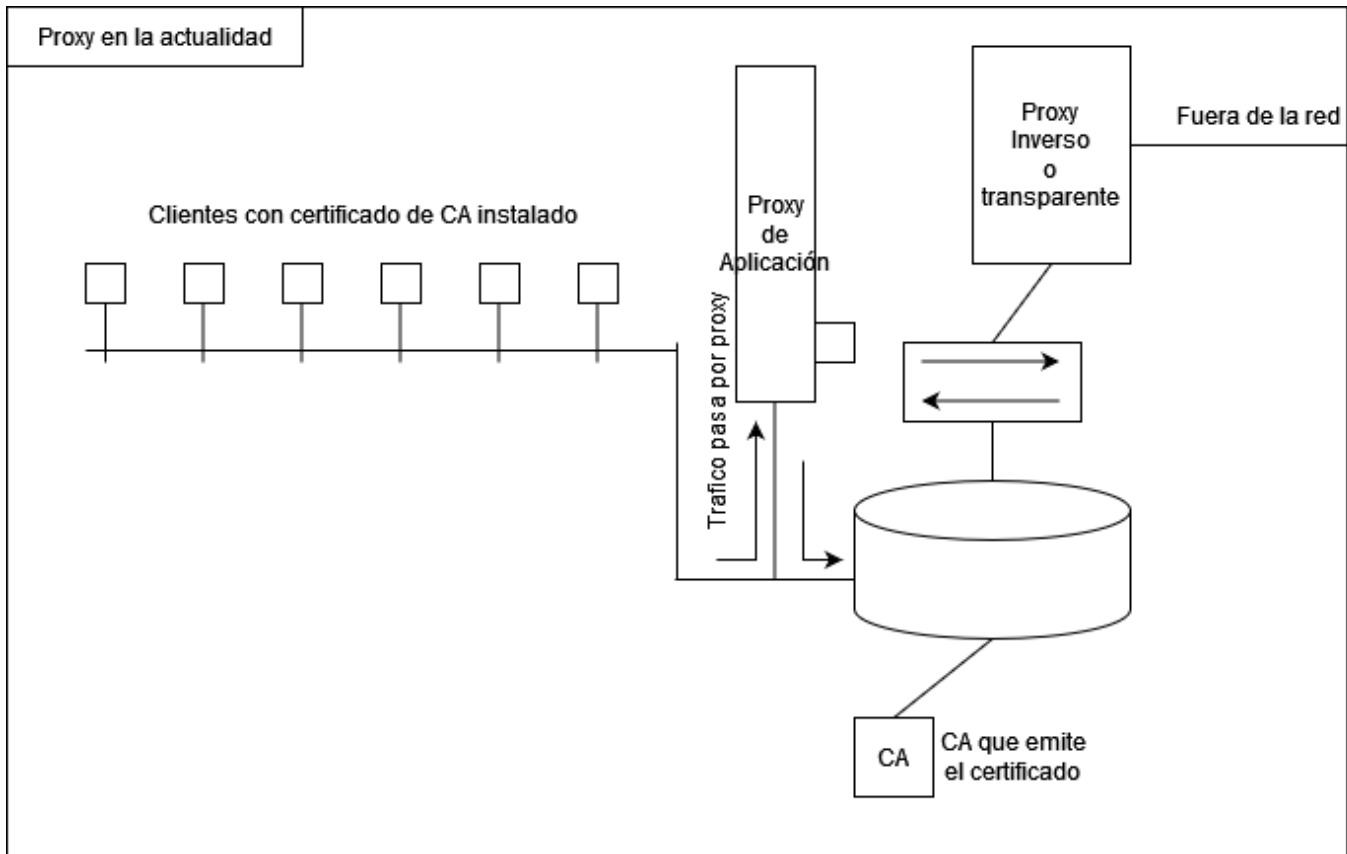 Proxy en la actualidad
Proxy
Inverso
o
transparente
Fuera de la red
Clientes con certificado de CA instalado
Proxy
de
Aplicación
Trafico pasa por proxy
CA
CA que emite
el certificado